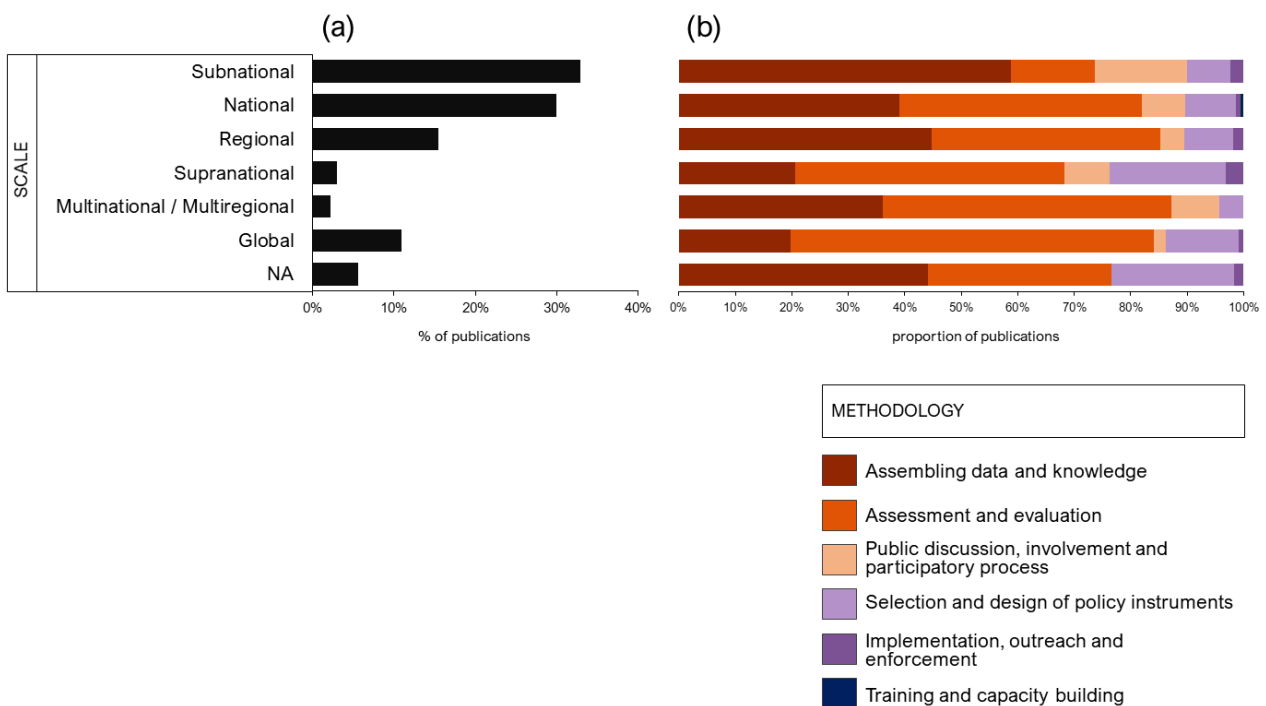 (a)
(b)
SCALE
Subnational
National
Regional
Supranational
Multinational / Multiregional
Global
NA
0% 10% 20% 30% 40%
% of publications
0% 10% 20% 30% 40% 50% 60% 70% 80% 90% 100%
proportion of publications
METHODOLOGY
Assembling data and knowledge
Assessment and evaluation
Public discussion, involvement and
participatory process
Selection and design of policy instruments
Implementation, outreach and
enforcement
Training and capacity building